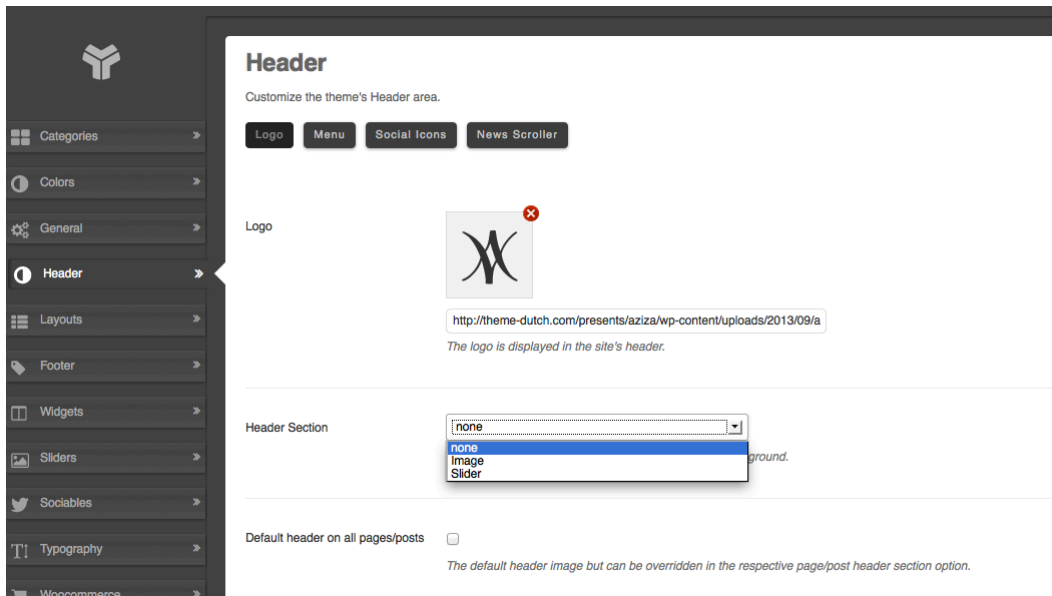 Header
Customize the theme's Header area.
Logo
Menu
Social Icons
News Scroller
Categories
Colors
General
Header
Layouts
Footer
Widgets
Sliders
Sociables
Typography
Woocommerce
Logo
http://theme-dutch.com/presents/aziza/wp-content/uploads/2013/09/a
The logo is displayed in the site's header.
Header Section
none
none
Image
Slider
ground.
Default header on all pages/posts
The default header image but can be overridden in the respective page/post header section option.